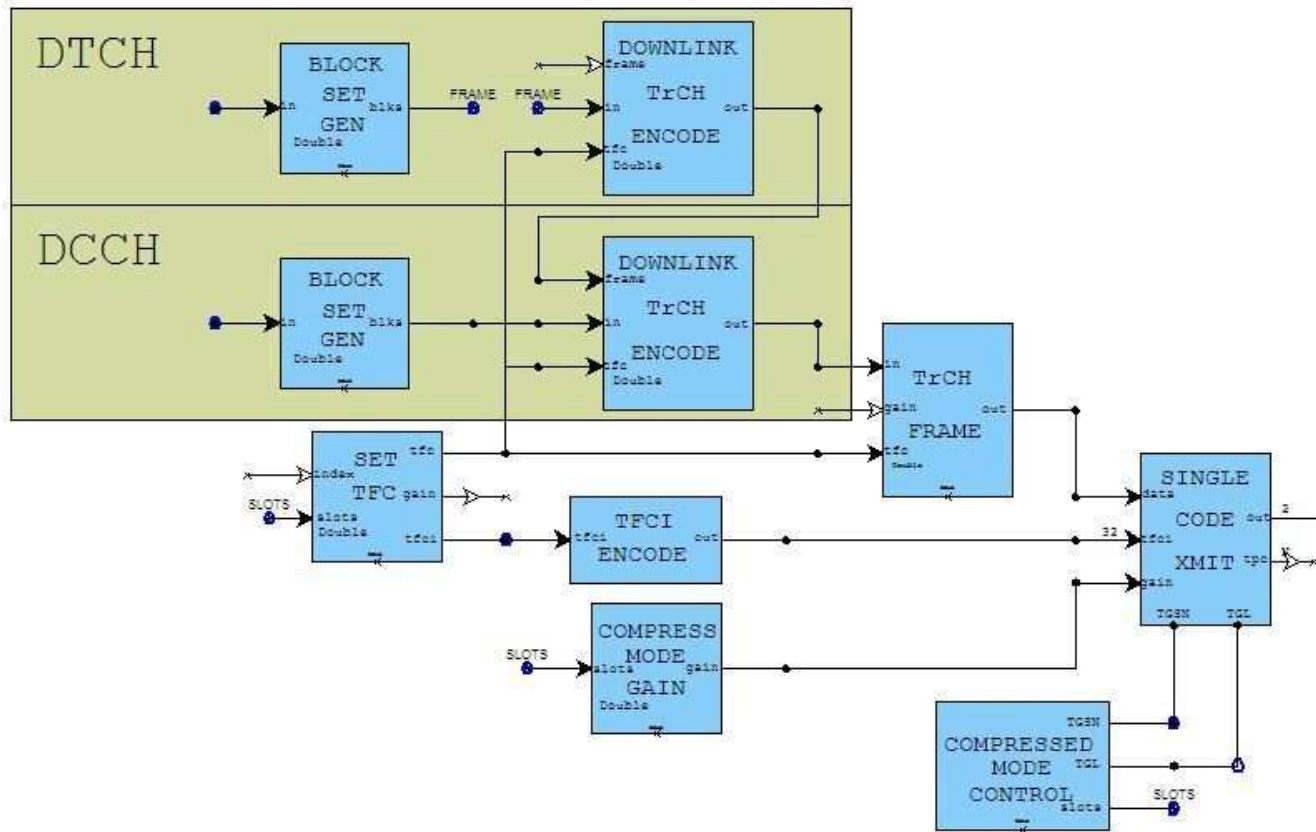 DTCH
BLOCK
SET
GEN
in
blks
Double
FRAME
FRAME
DOWNLINK
frame
TrCH
in
out
ENCODE
tfc
Double
DCCH
BLOCK
SET
GEN
in
blks
Double
DOWNLINK
frame
TrCH
in
out
ENCODE
tfc
Double
in
TrCH
gain
out
FRAME
tfc
Double
SET
tfc
index
TFC
gain
SLOTS
slots
Double
tfci
TFCI
tfci
out
ENCODE
SINGLE
data
out
2
CODE
32
tfci
XMIT
tpc
gain
TGSN
TGL
COMPRESS
SLOTS
slots
MODE
gain
GAIN
Double
TGSN
COMPRESSED
TGL
MODE
CONTROL
slots
SLOTS